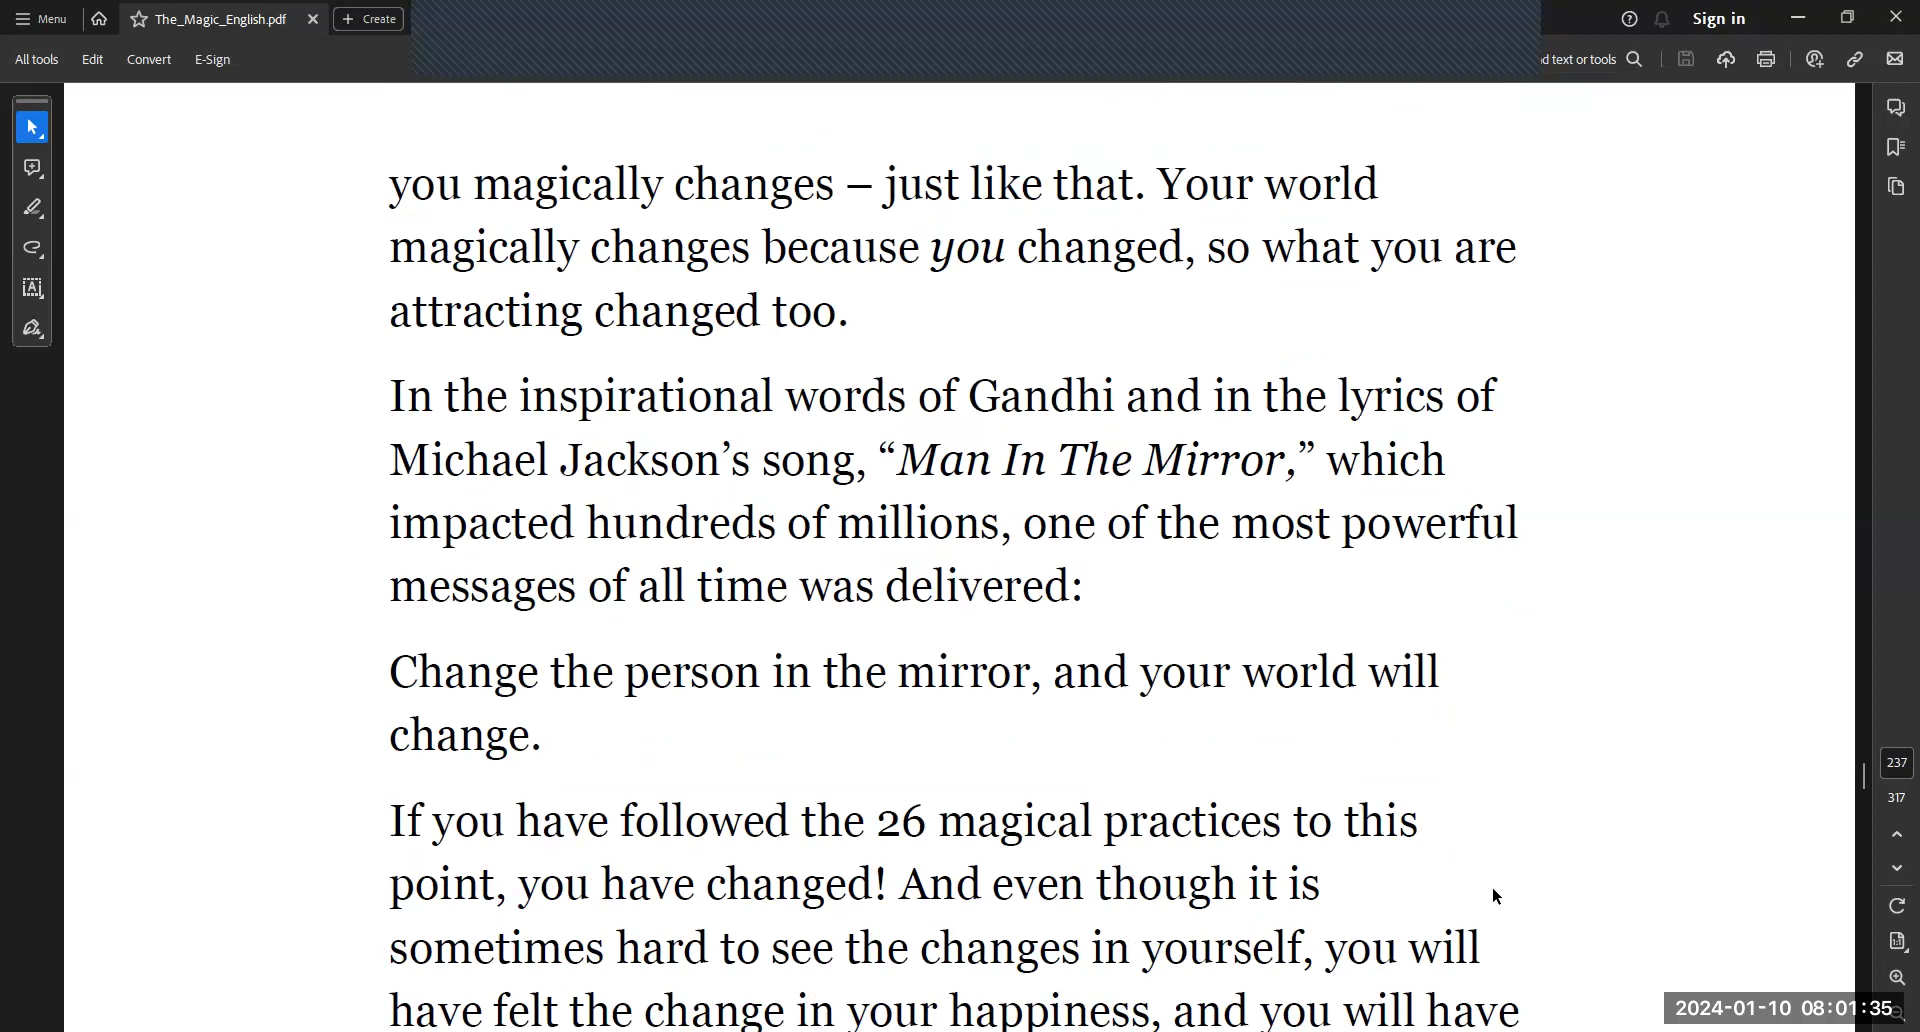 Menu
The_Magic_English.pdf
Create
Sign in
All tools
Edit
Convert
E-Sign
d text or tools
you magically changes – just like that. Your world
magically changes because you changed, so what you are
attracting changed too.
In the inspirational words of Gandhi and in the lyrics of
Michael Jackson’s song, “Man In The Mirror,” which
impacted hundreds of millions, one of the most powerful
messages of all time was delivered:
Change the person in the mirror, and your world will
change.
If you have followed the 26 magical practices to this
point, you have changed! And even though it is
sometimes hard to see the changes in yourself, you will
have felt the change in your happiness, and you will have
237
317
2024-01-10 08:01:35